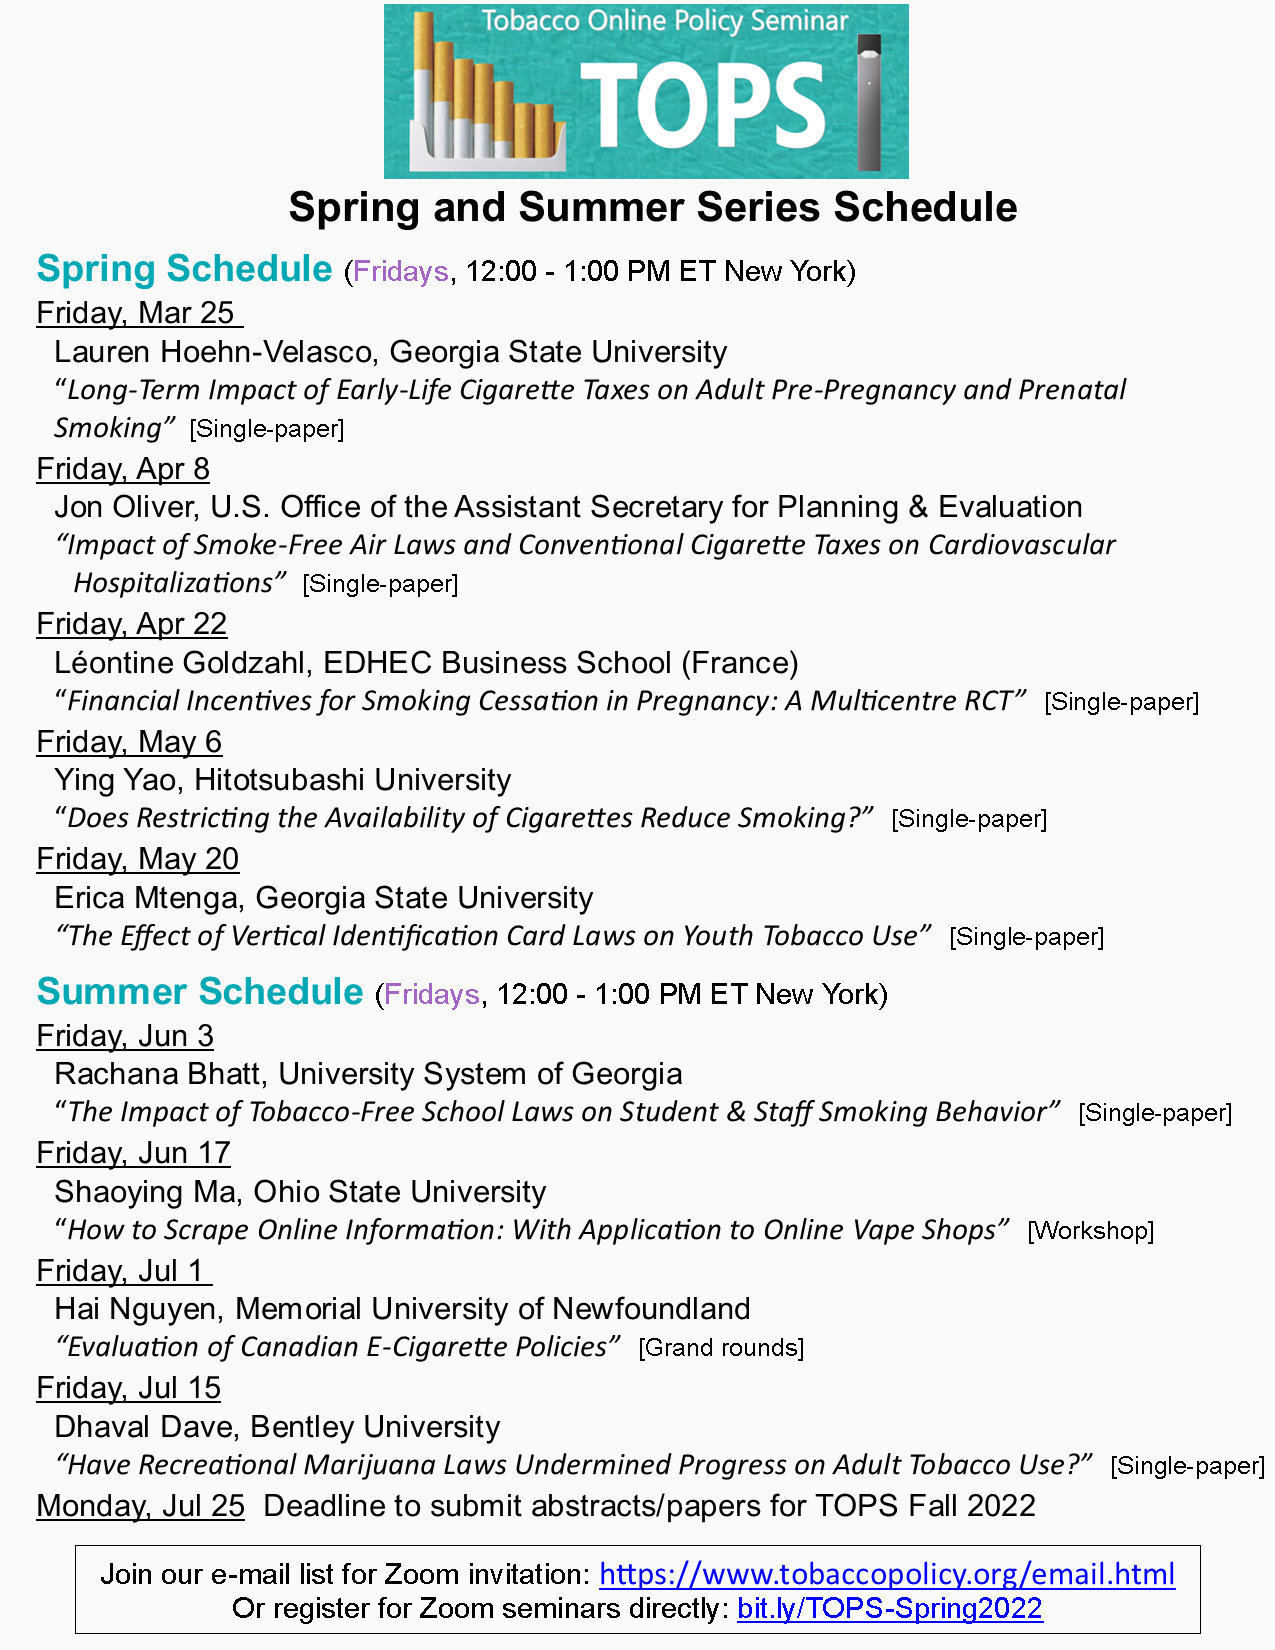 Tobacco Online Policy Seminar
TOPS
Spring and Summer Series Schedule
Spring Schedule (Fridays, 12:00 - 1:00 PM ET New York)
Friday, Mar 25
Lauren Hoehn-Velasco, Georgia State University
“Long-Term Impact of Early-Life Cigarette Taxes on Adult Pre-Pregnancy and Prenatal
Smoking” [Single-paper]
Friday, Apr 8
Jon Oliver, U.S. Office of the Assistant Secretary for Planning & Evaluation
“Impact of Smoke-Free Air Laws and Conventional Cigarette Taxes on Cardiovascular
Hospitalizations” [Single-paper]
Friday, Apr 22
Léontine Goldzahl, EDHEC Business School (France)
“Financial Incentives for Smoking Cessation in Pregnancy: A Multicentre RCT” [Single-paper]
Friday, May 6
Ying Yao, Hitotsubashi University
“Does Restricting the Availability of Cigarettes Reduce Smoking?” [Single-paper]
Friday, May 20
Erica Mtenga, Georgia State University
“The Effect of Vertical Identification Card Laws on Youth Tobacco Use” [Single-paper]
Summer Schedule (Fridays, 12:00 - 1:00 PM ET New York)
Friday, Jun 3
Rachana Bhatt, University System of Georgia
“The Impact of Tobacco-Free School Laws on Student & Staff Smoking Behavior” [Single-paper]
Friday, Jun 17
Shaoying Ma, Ohio State University
“How to Scrape Online Information: With Application to Online Vape Shops” [Workshop]
Friday, Jul 1
Hai Nguyen, Memorial University of Newfoundland
“Evaluation of Canadian E-Cigarette Policies” [Grand rounds]
Friday, Jul 15
Dhaval Dave, Bentley University
“Have Recreational Marijuana Laws Undermined Progress on Adult Tobacco Use?” [Single-paper]
Monday, Jul 25 Deadline to submit abstracts/papers for TOPS Fall 2022
Join our e-mail list for Zoom invitation: https://www.tobaccopolicy.org/email.html
Or register for Zoom seminars directly: bit.ly/TOPS-Spring2022